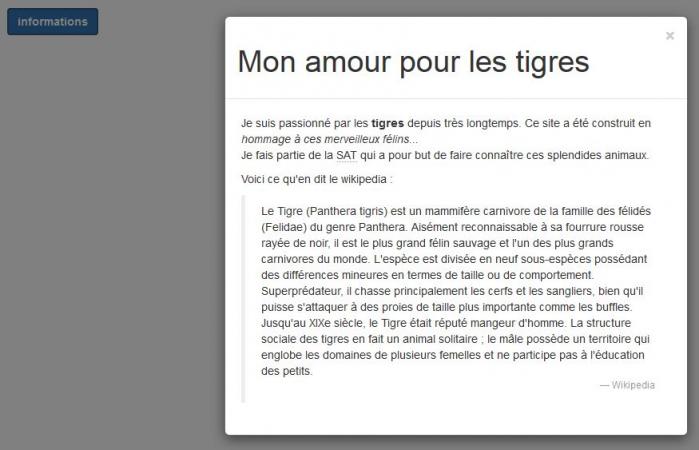 informations
×
Mon amour pour les tigres
Je suis passionné par les tigres depuis très longtemps. Ce site a été construit en
hommage à ces merveilleux félins...
Je fais partie de la SAT qui a pour but de faire connaître ces splendides animaux.
Voici ce qu'en dit le wikipedia :
Le Tigre (Panthera tigris) est un mammifère carnivore de la famille des félidés
(Felidae) du genre Panthera. Aisément reconnaissable à sa fourrure rousse
rayée de noir, il est le plus grand félin sauvage et l'un des plus grands
carnivores du monde. L'espèce est divisée en neuf sous-espèces possédant
des différences mineures en termes de taille ou de comportement.
Superprédateur, il chasse principalement les cerfs et les sangliers, bien qu'il
puisse s'attaquer à des proies de taille plus importante comme les buffles.
Jusqu'au XIXe siècle, le Tigre était réputé mangeur d'homme. La structure
sociale des tigres en fait un animal solitaire ; le mâle possède un territoire qui
englobe les domaines de plusieurs femelles et ne participe pas à l'éducation
des petits.
— Wikipedia